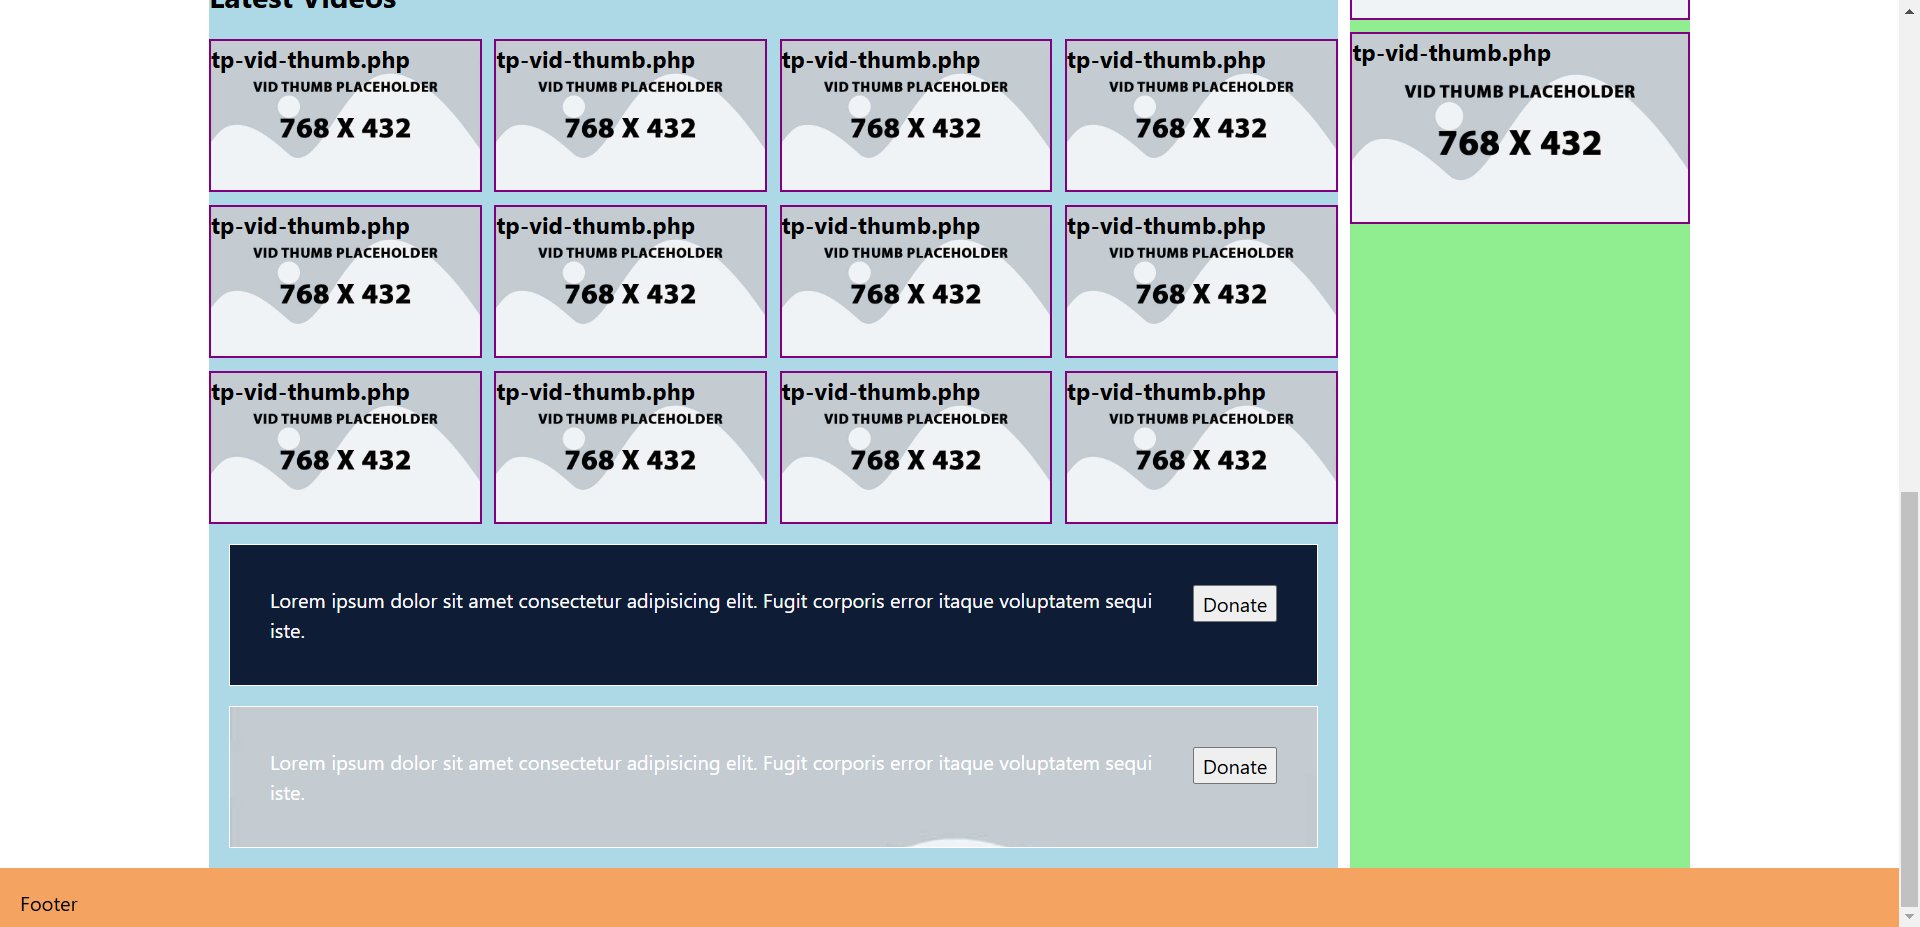 Latest Videos
tp-vid-thumb.php
VID THUMB PLACEHOLDER
768 X 432
tp-vid-thumb.php
VID THUMB PLACEHOLDER
768 X 432
tp-vid-thumb.php
VID THUMB PLACEHOLDER
768 X 432
tp-vid-thumb.php
VID THUMB PLACEHOLDER
768 X 432
tp-vid-thumb.php
VID THUMB PLACEHOLDER
768 X 432
tp-vid-thumb.php
VID THUMB PLACEHOLDER
768 X 432
tp-vid-thumb.php
VID THUMB PLACEHOLDER
768 X 432
tp-vid-thumb.php
VID THUMB PLACEHOLDER
768 X 432
tp-vid-thumb.php
VID THUMB PLACEHOLDER
768 X 432
tp-vid-thumb.php
VID THUMB PLACEHOLDER
768 X 432
tp-vid-thumb.php
VID THUMB PLACEHOLDER
768 X 432
tp-vid-thumb.php
VID THUMB PLACEHOLDER
768 X 432
Lorem ipsum dolor sit amet consectetur adipisicing elit. Fugit corporis error itaque voluptatem sequi
iste.
Donate
Lorem ipsum dolor sit amet consectetur adipisicing elit. Fugit corporis error itaque voluptatem sequi
iste.
Donate
tp-vid-thumb.php
VID THUMB PLACEHOLDER
768 X 432
Footer